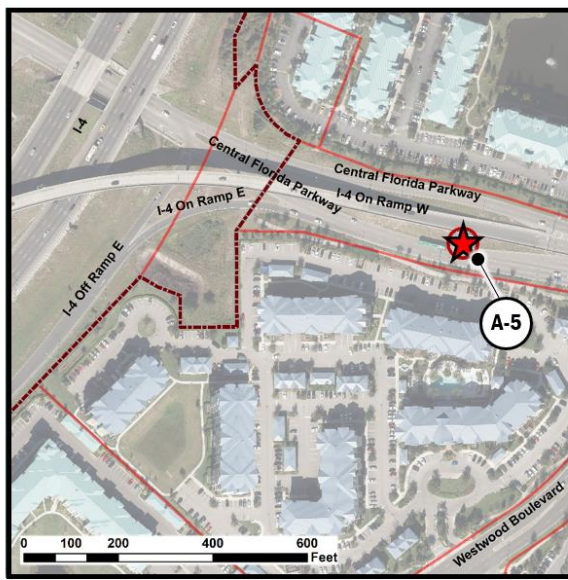 I-4
Central Florida Parkway
Central Florida Parkway
I-4 On Ramp W
I-4 On Ramp E
I-4 Off Ramp E
A-5
Westwood Boulevard
0 100 200 400 600
Feet